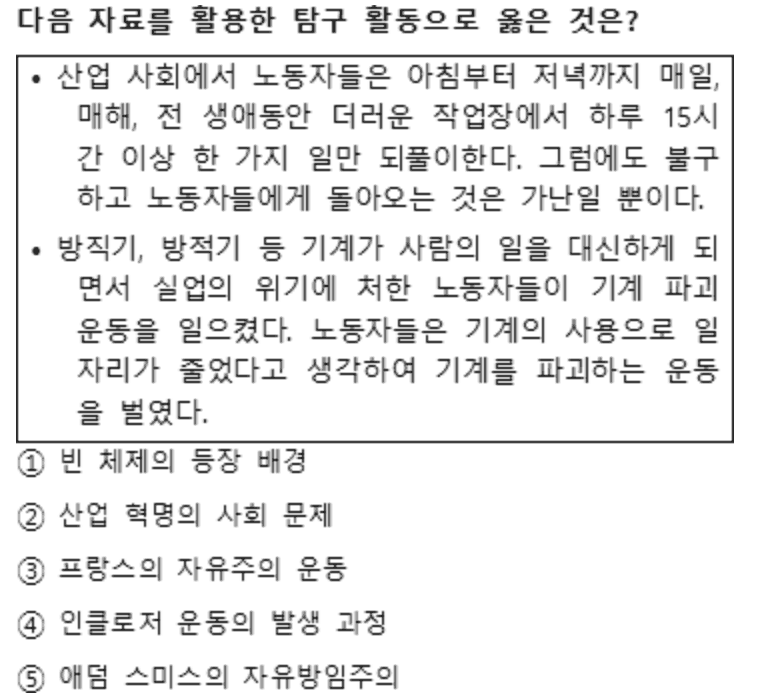 다음 자료를 활용한 탐구 활동으로 옳은 것은?
• 산업 사회에서 노동자들은 아침부터 저녁까지 매일,
매해, 전 생애동안 더러운 작업장에서 하루 15시
간 이상 한 가지 일만 되풀이한다. 그럼에도 불구
하고 노동자들에게 돌아오는 것은 가난일 뿐이다.
• 방직기, 방적기 등 기계가 사람의 일을 대신하게 되
면서 실업의 위기에 처한 노동자들이 기계 파괴
운동을 일으켰다. 노동자들은 기계의 사용으로 일
자리가 줄었다고 생각하여 기계를 파괴하는 운동
을 벌였다.
① 빈 체제의 등장 배경
② 산업 혁명의 사회 문제
③ 프랑스의 자유주의 운동
④ 인클로저 운동의 발생 과정
⑤ 애덤 스미스의 자유방임주의